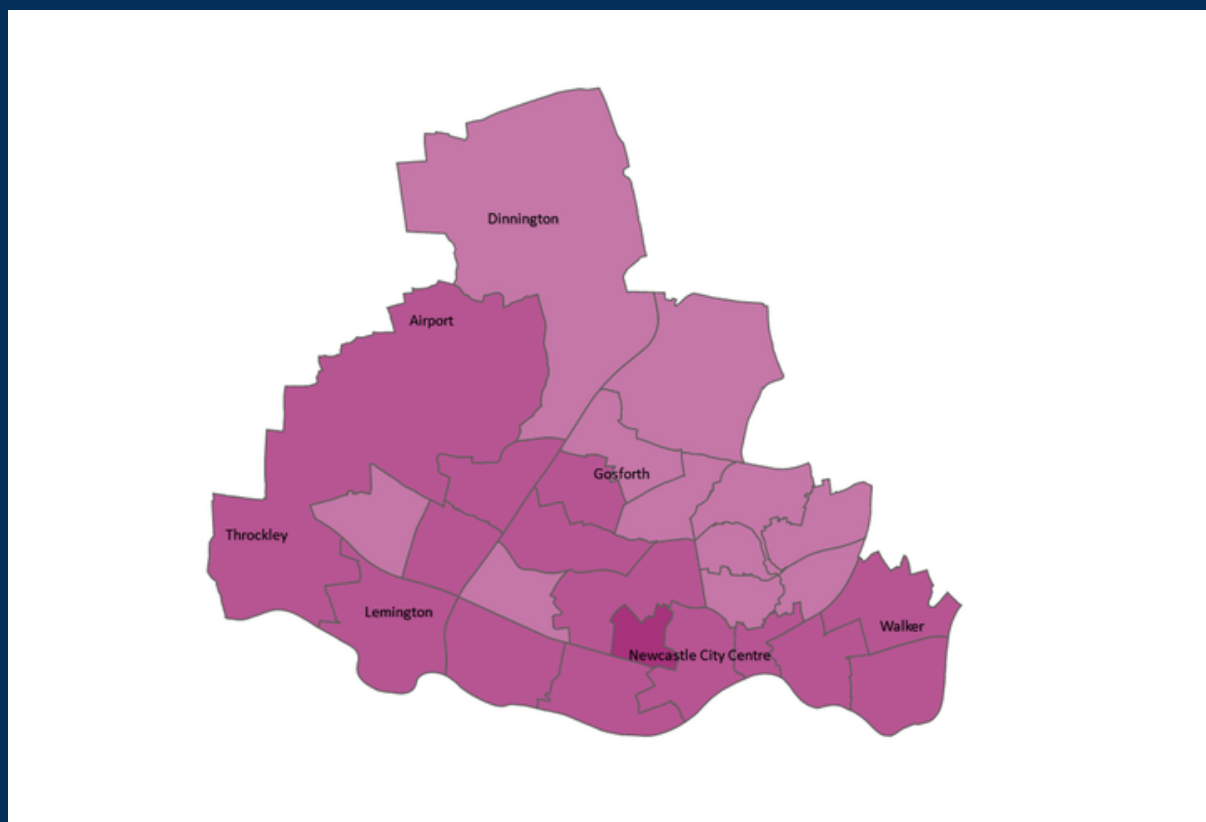 Dinnington
Airport
Gosforth
Throckley
Lemington
Walker
Newcastle City Centre